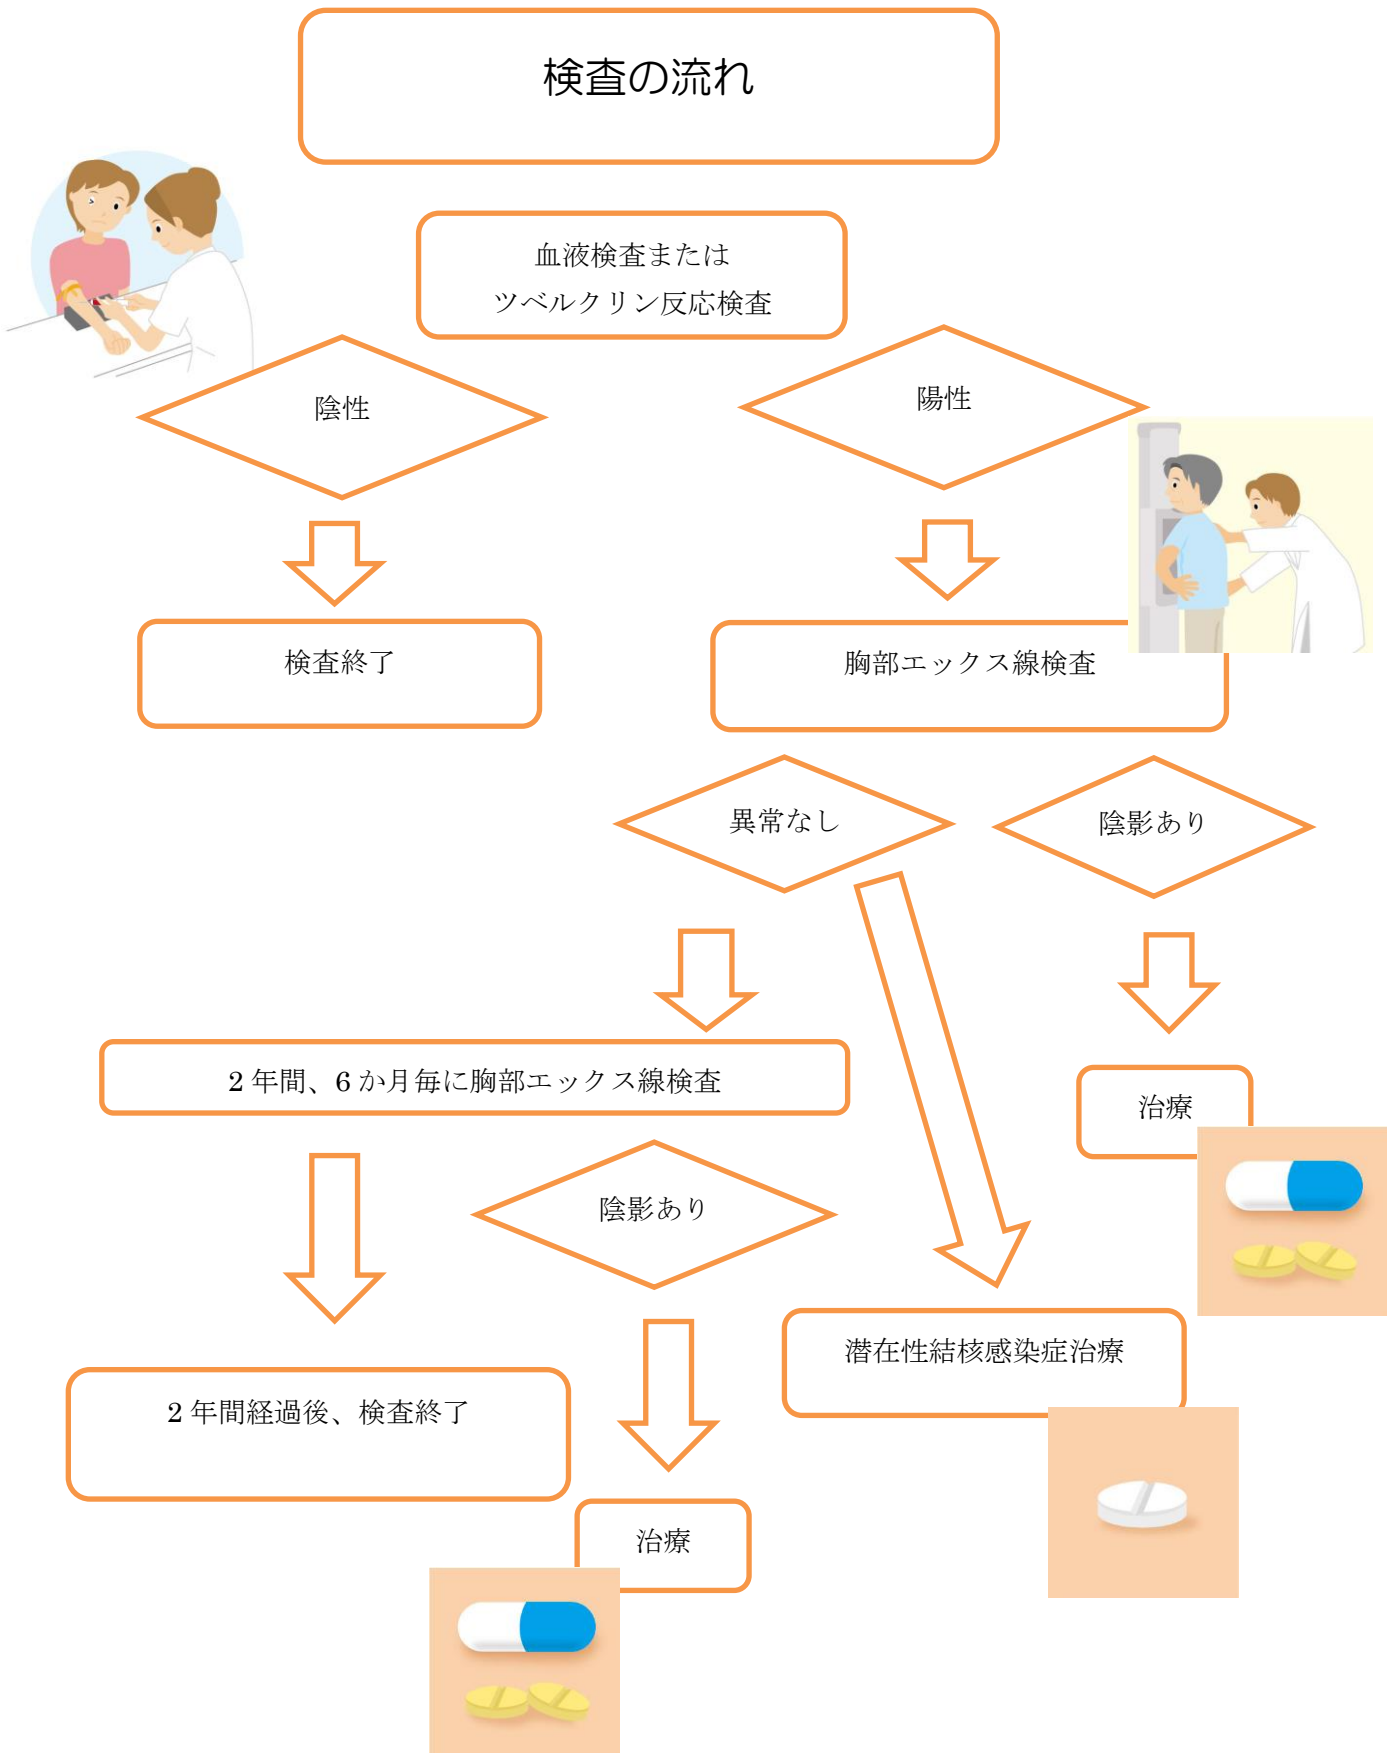 検査の流れ
血液検査または
ツベルクリン反応検査
陰性
陽性
検査終了
胸部エックス線検査
異常なし
陰影あり
2 年間、6 か月毎に胸部エックス線検査
治療
陰影あり
潜在性結核感染症治療
2 年間経過後、検査終了
治療